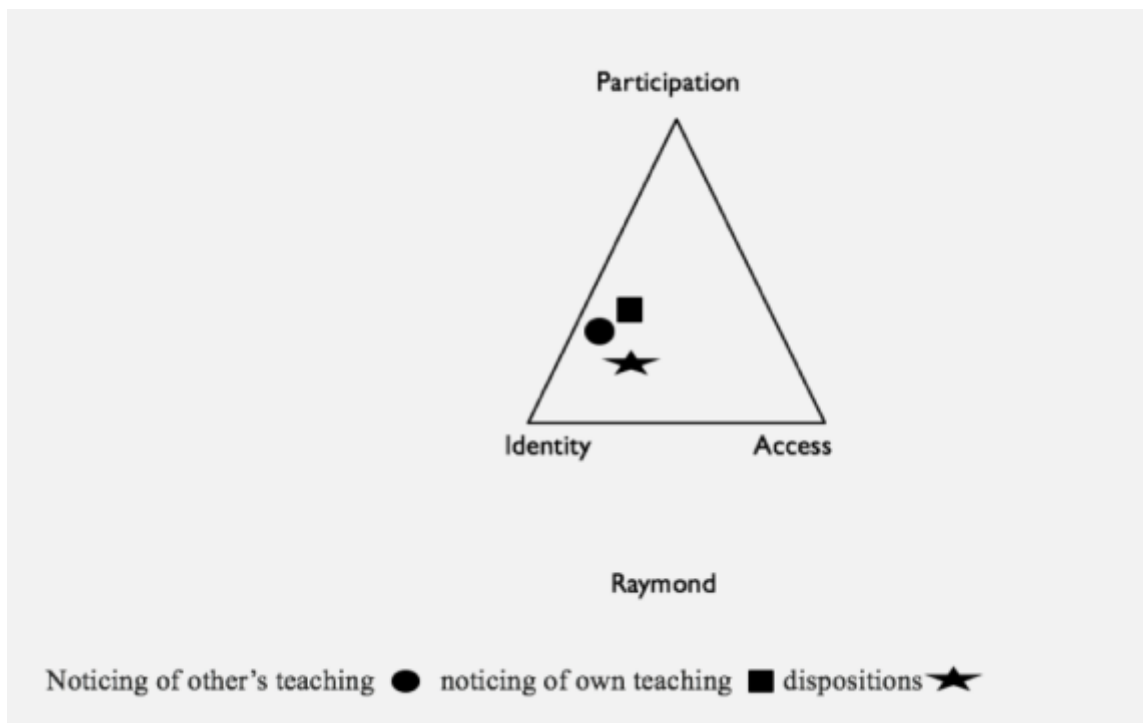 Participation
Identity Access
Raymond
Noticing of other's teaching noticing of own teaching dispositions